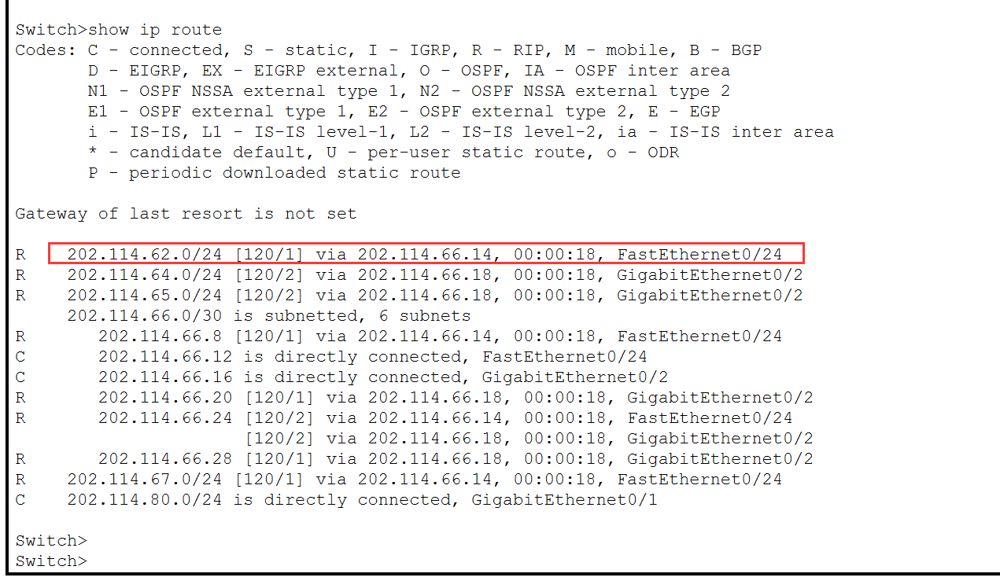 Switch>show ip route
Codes: C - connected, S - static, I - IGRP, R - RIP, M - mobile, B - BGP
       D - EIGRP, EX - EIGRP external, O - OSPF, IA - OSPF inter area
       N1 - OSPF NSSA external type 1, N2 - OSPF NSSA external type 2
       E1 - OSPF external type 1, E2 - OSPF external type 2, E - EGP
       i - IS-IS, L1 - IS-IS level-1, L2 - IS-IS level-2, ia - IS-IS inter area
       * - candidate default, U - per-user static route, o - ODR
       P - periodic downloaded static route
Gateway of last resort is not set
R    202.114.62.0/24 [120/1] via 202.114.66.14, 00:00:18, FastEthernet0/24
R    202.114.64.0/24 [120/2] via 202.114.66.18, 00:00:18, GigabitEthernet0/2
R    202.114.65.0/24 [120/2] via 202.114.66.18, 00:00:18, GigabitEthernet0/2
     202.114.66.0/30 is subnetted, 6 subnets
R       202.114.66.8 [120/1] via 202.114.66.14, 00:00:18, FastEthernet0/24
C       202.114.66.12 is directly connected, FastEthernet0/24
C       202.114.66.16 is directly connected, GigabitEthernet0/2
R       202.114.66.20 [120/1] via 202.114.66.18, 00:00:18, GigabitEthernet0/2
R       202.114.66.24 [120/2] via 202.114.66.14, 00:00:18, FastEthernet0/24
                      [120/2] via 202.114.66.18, 00:00:18, GigabitEthernet0/2
R       202.114.66.28 [120/1] via 202.114.66.18, 00:00:18, GigabitEthernet0/2
R    202.114.67.0/24 [120/1] via 202.114.66.14, 00:00:18, FastEthernet0/24
C    202.114.80.0/24 is directly connected, GigabitEthernet0/1
Switch>
Switch>